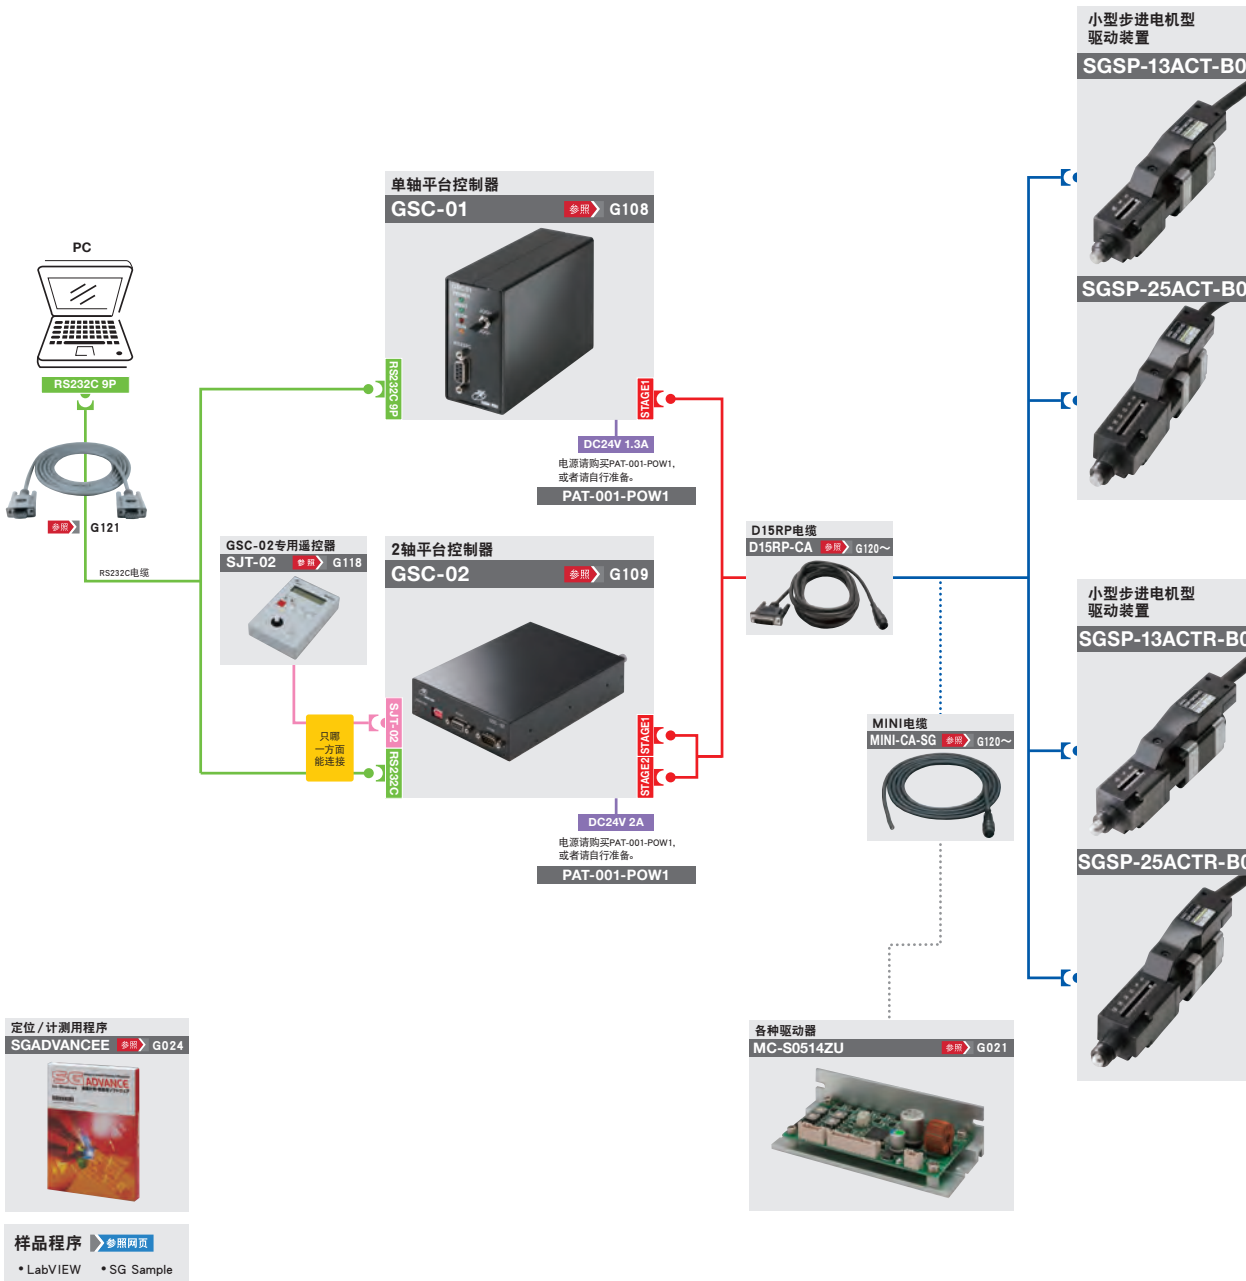 小型步进电机型
驱动装置
SGSP-13ACT-B0
SGSP-25ACT-B0
单轴平台控制器
GSC-01 参照 G108
PC
RS232C 9P
RS232C 9P
STAGE1
DC24V 1.3A
电源请购买PAT-001-POW1,
或者请自行准备。
PAT-001-POW1
参照 G121
RS232C电缆
GSC-02专用遥控器
SJT-02 参照 G118
2轴平台控制器
GSC-02 参照 G109
SJT-02
RS232C
只哪
一方面
能连接
STAGE1
STAGE2
DC24V 2A
电源请购买PAT-001-POW1,
或者请自行准备。
PAT-001-POW1
D15RP电缆
D15RP-CA 参照 G120～
小型步进电机型
驱动装置
SGSP-13ACTR-B0
SGSP-25ACTR-B0
MINI电缆
MINI-CA-SG 参照 G120～
各种驱动器
MC-S0514ZU 参照 G021
定位/计测用程序
SGADVANCEE 参照 G024
SG ADVANCE
样品程序 参照网页
•LabVIEW •SG Sample